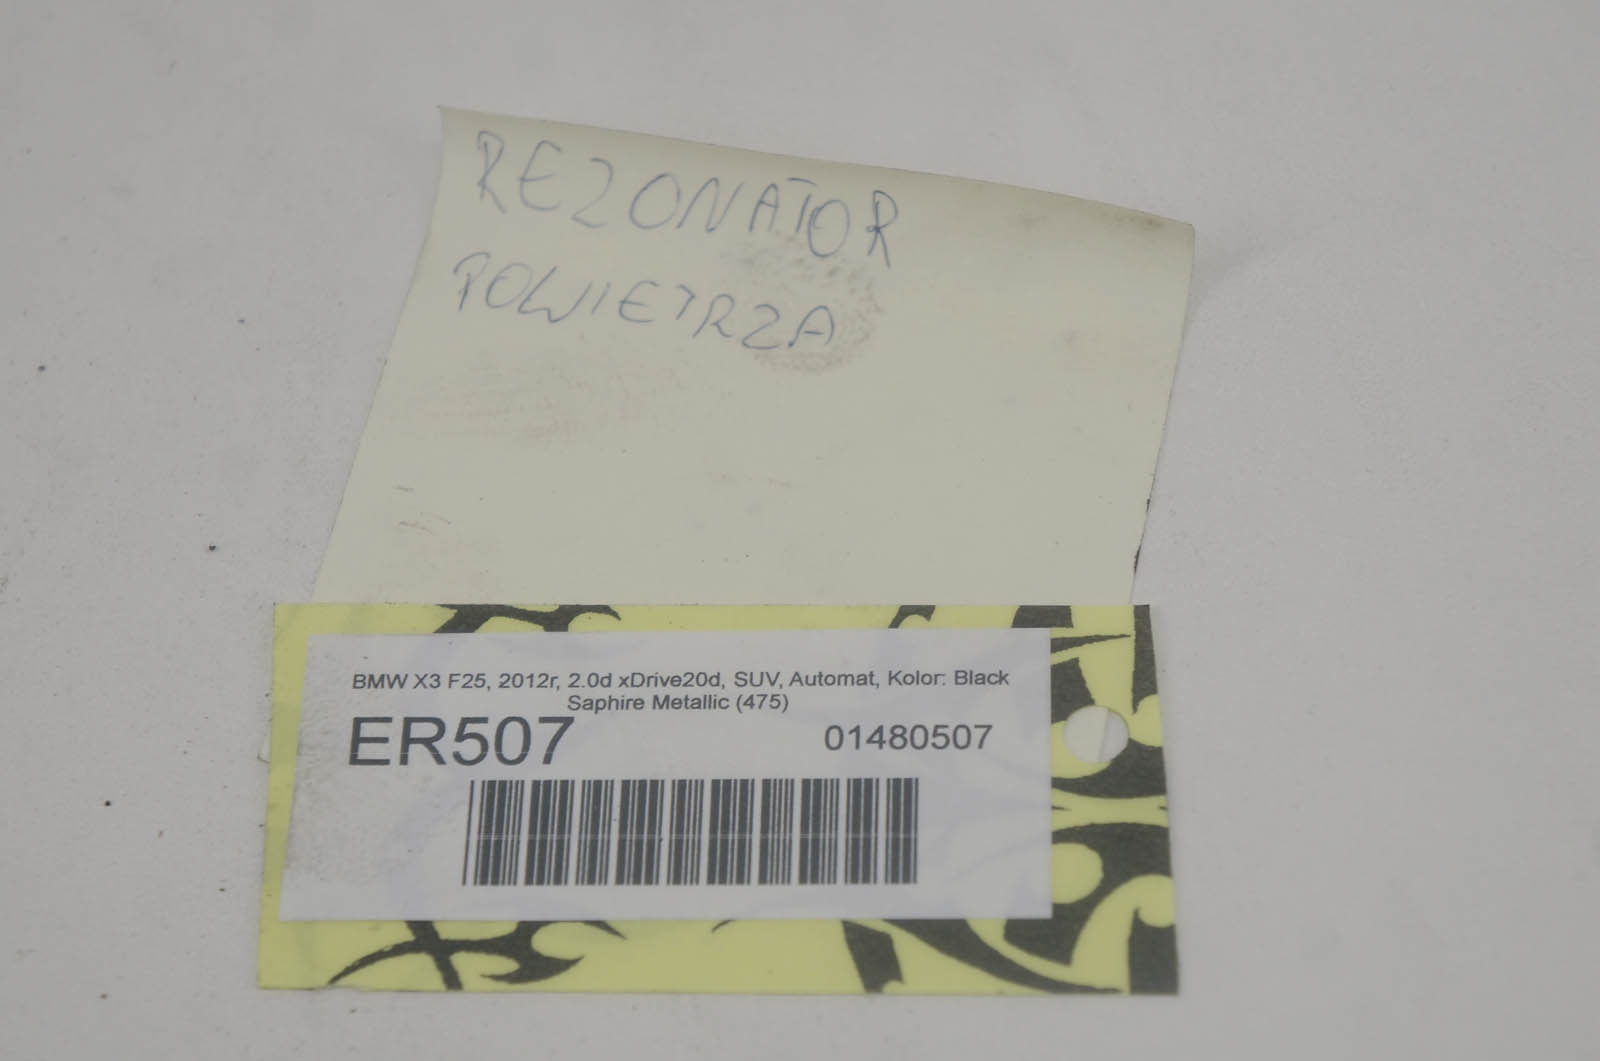 REZONATOR
POWIETRZA
BMW X3 F25, 2012r, 2.0d xDrive20d, SUV, Automat, Kolor: Black
Saphire Metallic (475)
ER507 01480507